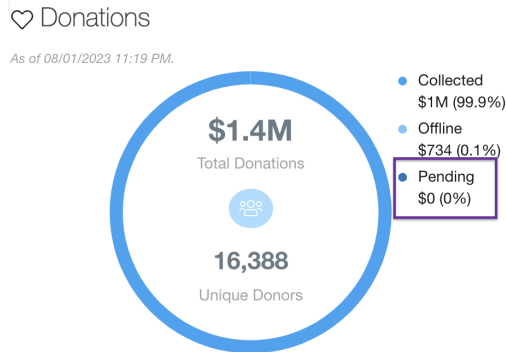 Donations
As of 08/01/2023 11:19 PM.
$1.4M
Total Donations
16,388
Unique Donors
Collected
$1M (99.9%)
Offline
$734 (0.1%)
Pending
$0 (0%)